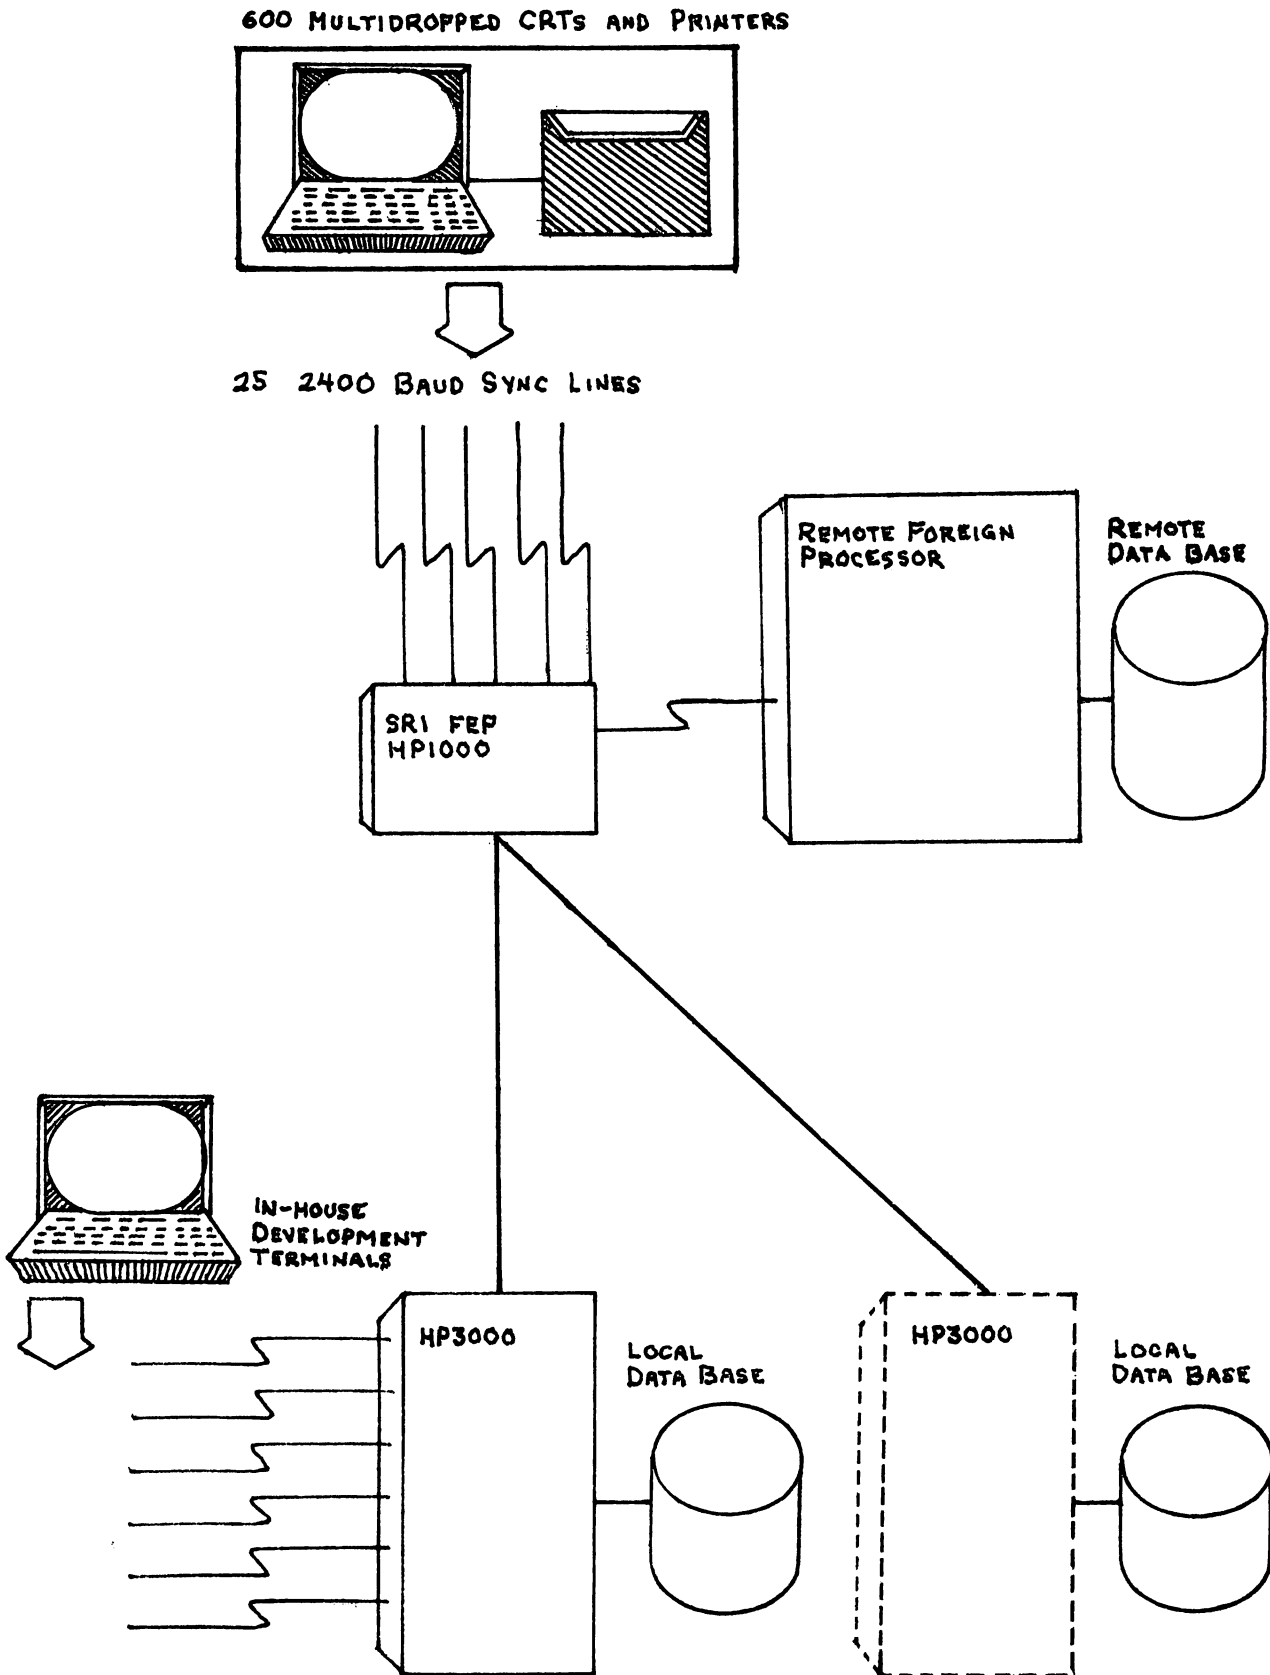 600 MULTIDROPPED CRTs AND PRINTERS
25 2400 BAUD SYNC LINES
REMOTE FOREIGN
PROCESSOR
REMOTE
DATA BASE
SRI FEP
HP1000
IN-HOUSE
DEVELOPMENT
TERMINALS
HP3000
LOCAL
DATA BASE
HP3000
LOCAL
DATA BASE